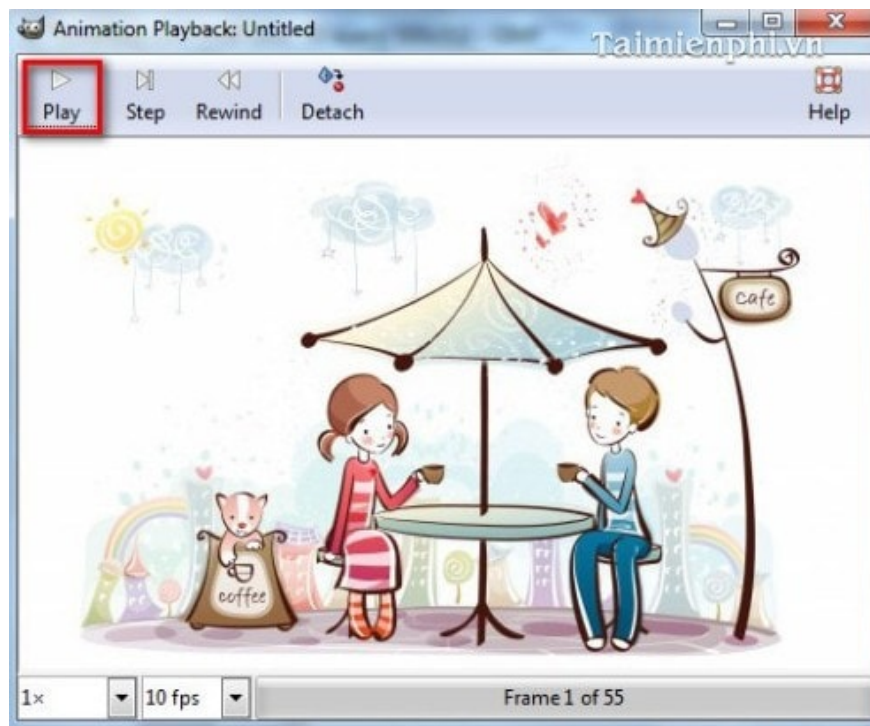 Animation Playback: Untitled
Taimienphi.vn
Play Step Rewind Detach Help
cafe
coffee
1× 10 fps Frame 1 of 55